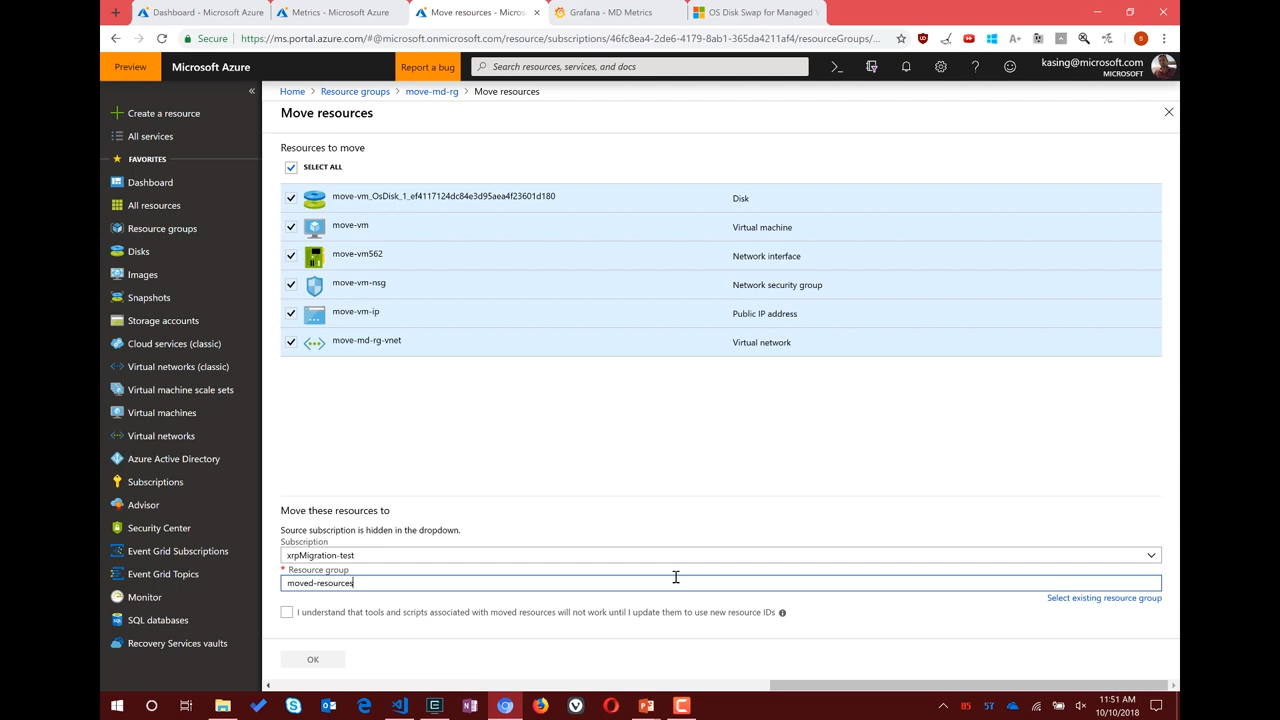 Dashboard - Microsoft Azure
Metrics - Microsoft Azure
Move resources - Micros
Grafana - MD Metrics
OS Disk Swap for Managed V
Secure
https://ms.portal.azure.com/#@microsoft.onmicrosoft.com/resource/subscriptions/46fc8ea4-2de6-4179-8ab1-365da4211af4/resourceGroups/...
Preview
Microsoft Azure
Report a bug
Search resources, services, and docs
kasing@microsoft.com
MICROSOFT
Home > Resource groups > move-md-rg > Move resources
Move resources
Create a resource
All services
FAVORITES
Dashboard
All resources
Resource groups
Disks
Images
Snapshots
Storage accounts
Cloud services (classic)
Virtual networks (classic)
Virtual machine scale sets
Virtual machines
Virtual networks
Azure Active Directory
Subscriptions
Advisor
Security Center
Event Grid Subscriptions
Event Grid Topics
Monitor
SQL databases
Recovery Services vaults
Resources to move
SELECT ALL
move-vm_OsDisk_1_ef4117124dc84e3d95aea4f23601d180 Disk
move-vm Virtual machine
move-vm562 Network interface
move-vm-nsg Network security group
move-vm-ip Public IP address
move-md-rg-vnet Virtual network
Move these resources to
Source subscription is hidden in the dropdown.
Subscription
xrpMigration-test
* Resource group
moved-resources
Select existing resource group
I understand that tools and scripts associated with moved resources will not work until I update them to use new resource IDs
OK
11:51 AM
10/10/2018